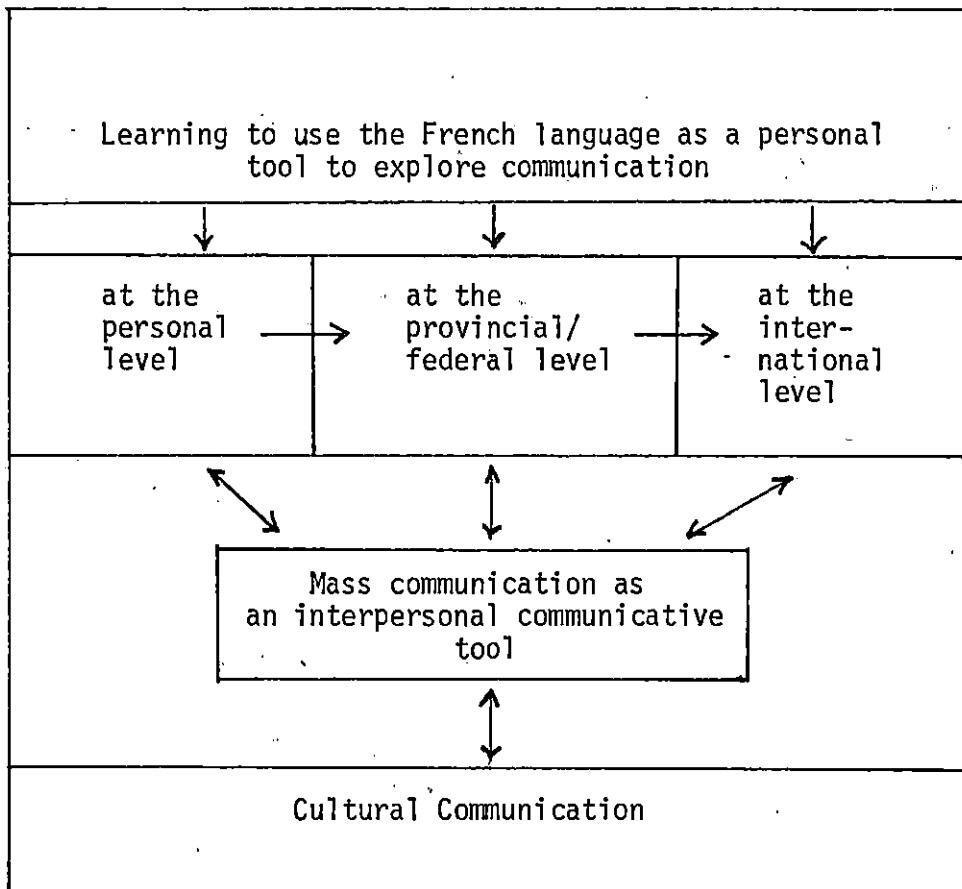 Learning to use the French language as a personal
tool to explore communication
at the
personal
level
at the
provincial/
federal level
at the
inter-
national
level
Mass communication as
an interpersonal communicative
tool
Cultural Communication